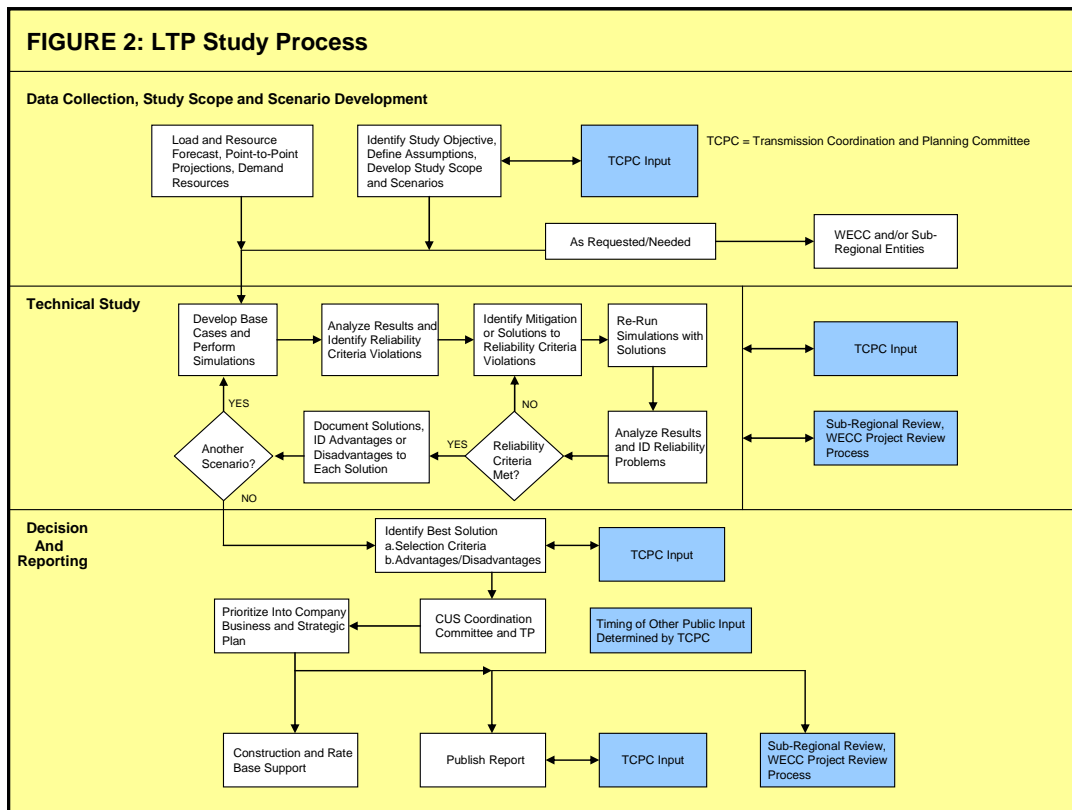 FIGURE 2: LTP Study Process
Data Collection, Study Scope and Scenario Development
Load and Resource
Forecast, Point-to-Point
Projections, Demand
Resources
Identify Study Objective,
Define Assumptions,
Develop Study Scope
and Scenarios
TCPC Input
TCPC = Transmission Coordination and Planning Committee
As Requested/Needed
WECC and/or Sub-
Regional Entities
Technical Study
Develop Base
Cases and
Perform
Simulations
Analyze Results and
Identify Reliability
Criteria Violations
Identify Mitigation
or Solutions to
Reliability Criteria
Violations
Re-Run
Simulations with
Solutions
TCPC Input
YES
NO
Another
Scenario?
Document Solutions,
ID Advantages or
Disadvantages to
Each Solution
YES
Reliability
Criteria
Met?
Analyze Results
and ID Reliability
Problems
Sub-Regional Review,
WECC Project Review
Process
NO
Decision
And
Reporting
Identify Best Solution
a.Selection Criteria
b.Advantages/Disadvantages
TCPC Input
Prioritize Into Company
Business and Strategic
Plan
CUS Coordination
Committee and TP
Timing of Other Public Input
Determined by TCPC
Construction and Rate
Base Support
Publish Report
TCPC Input
Sub-Regional Review,
WECC Project Review
Process